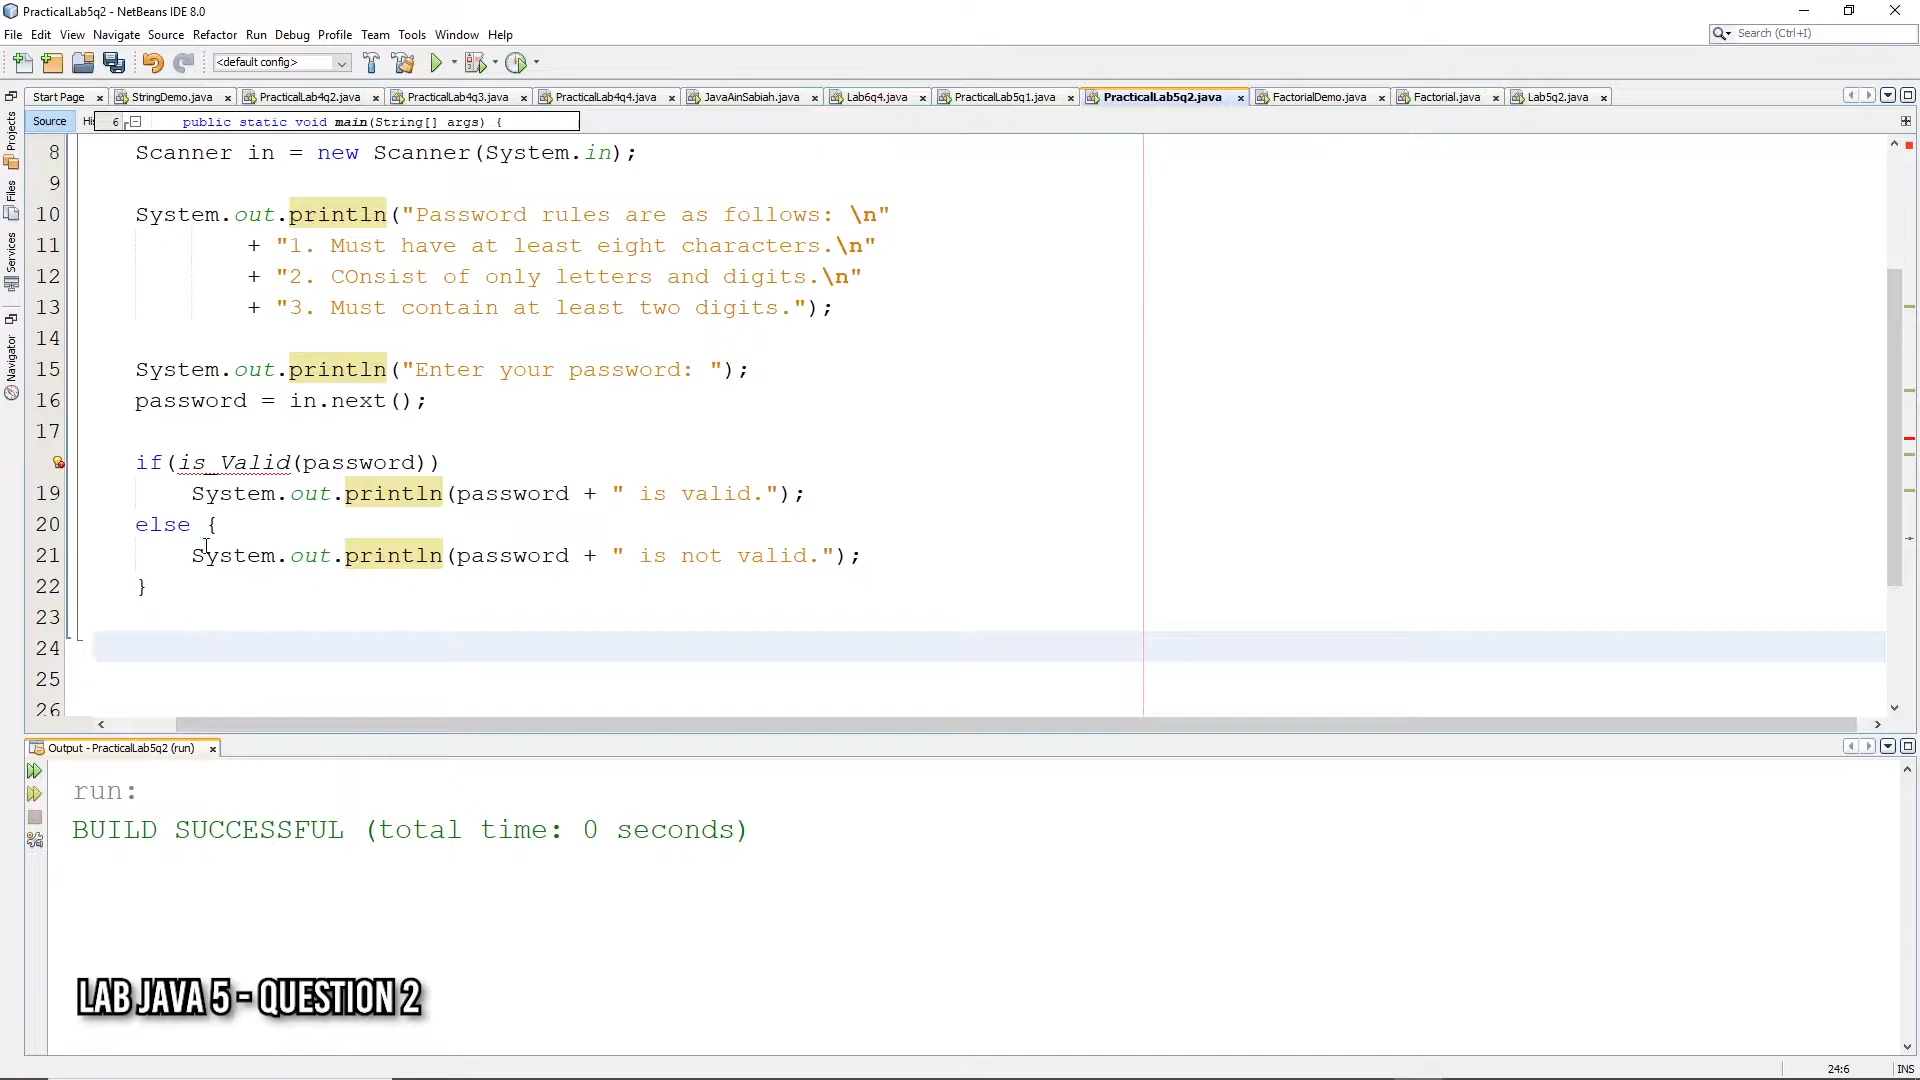 PracticalLab5q2 - NetBeans IDE 8.0
File Edit View Navigate Source Refactor Run Debug Profile Team Tools Window Help
Search (Ctrl+I)
<default config>
Start Page StringDemo.java PracticalLab4q2.java PracticalLab4q3.java PracticalLab4q4.java JavaAinSabiah.java Lab6q4.java PracticalLab5q1.java PracticalLab5q2.java FactorialDemo.java Factorial.java Lab5q2.java
Source Hi 6 public static void main(String[] args) {
Projects
Files
Services
Navigator
8 Scanner in = new Scanner(System.in);
9
10 System.out.println("Password rules are as follows: \n"
11 + "1. Must have at least eight characters.\n"
12 + "2. COnsist of only letters and digits.\n"
13 + "3. Must contain at least two digits.");
14
15 System.out.println("Enter your password: ");
16 password = in.next();
17
if(is_Valid(password))
19 System.out.println(password + " is valid.");
20 else {
21 System.out.println(password + " is not valid.");
22 }
23
24
25
26
Output - PracticalLab5q2 (run)
run:
BUILD SUCCESSFUL (total time: 0 seconds)
LAB JAVA 5 - QUESTION 2
24:6 INS